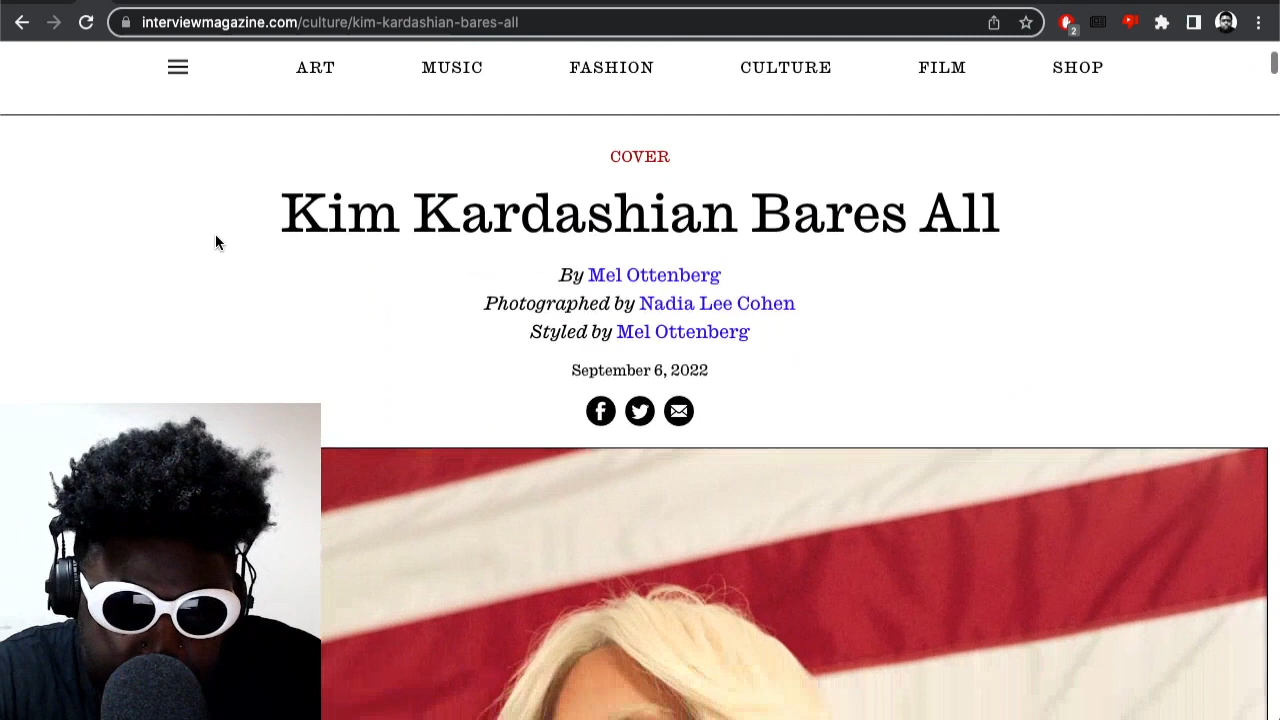 interviewmagazine.com/culture/kim-kardashian-bares-all
2
ART MUSIC FASHION CULTURE FILM SHOP
COVER
Kim Kardashian Bares All
By Mel Ottenberg
Photographed by Nadia Lee Cohen
Styled by Mel Ottenberg
September 6, 2022